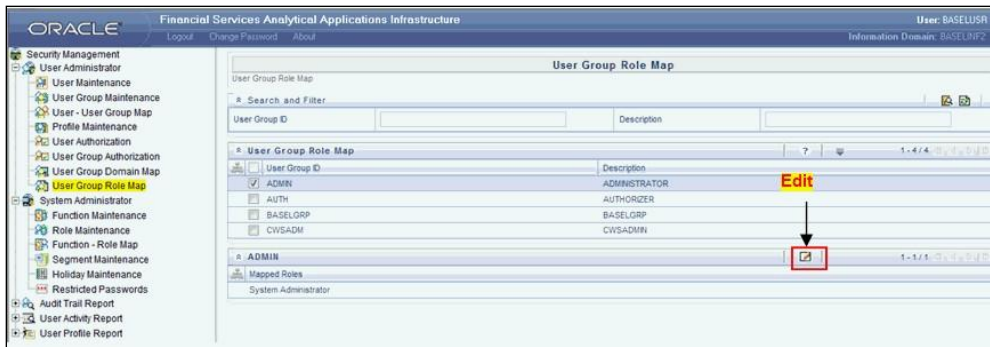 ORACLE
Financial Services Analytical Applications Infrastructure
User: BASELUSR
Logout Change Password About
Information Domain: BASELINF2
Security Management
User Administrator
User Maintenance
User Group Maintenance
User - User Group Map
Profile Maintenance
User Authorization
User Group Authorization
User Group Domain Map
User Group Role Map
System Administrator
Function Maintenance
Role Maintenance
Function - Role Map
Segment Maintenance
Holiday Maintenance
Restricted Passwords
Audit Trail Report
User Activity Report
User Profile Report
User Group Role Map
User Group Role Map
Search and Filter
User Group ID Description
User Group Role Map ? 1-4/4
User Group ID Description
ADMIN ADMINISTRATOR
AUTH AUTHORIZER
BASELGRP BASELGRP
CWSADM CWSADMIN
Edit
ADMIN 1-1/1
Mapped Roles
System Administrator